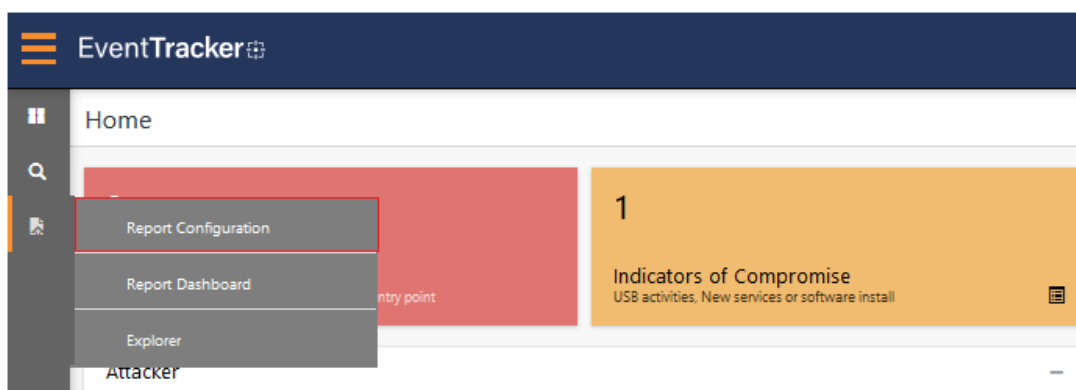 EventTracker
Home
Report Configuration
Report Dashboard
Explorer
ntry point
1
Indicators of Compromise
USB activities, New services or software install
Attacker